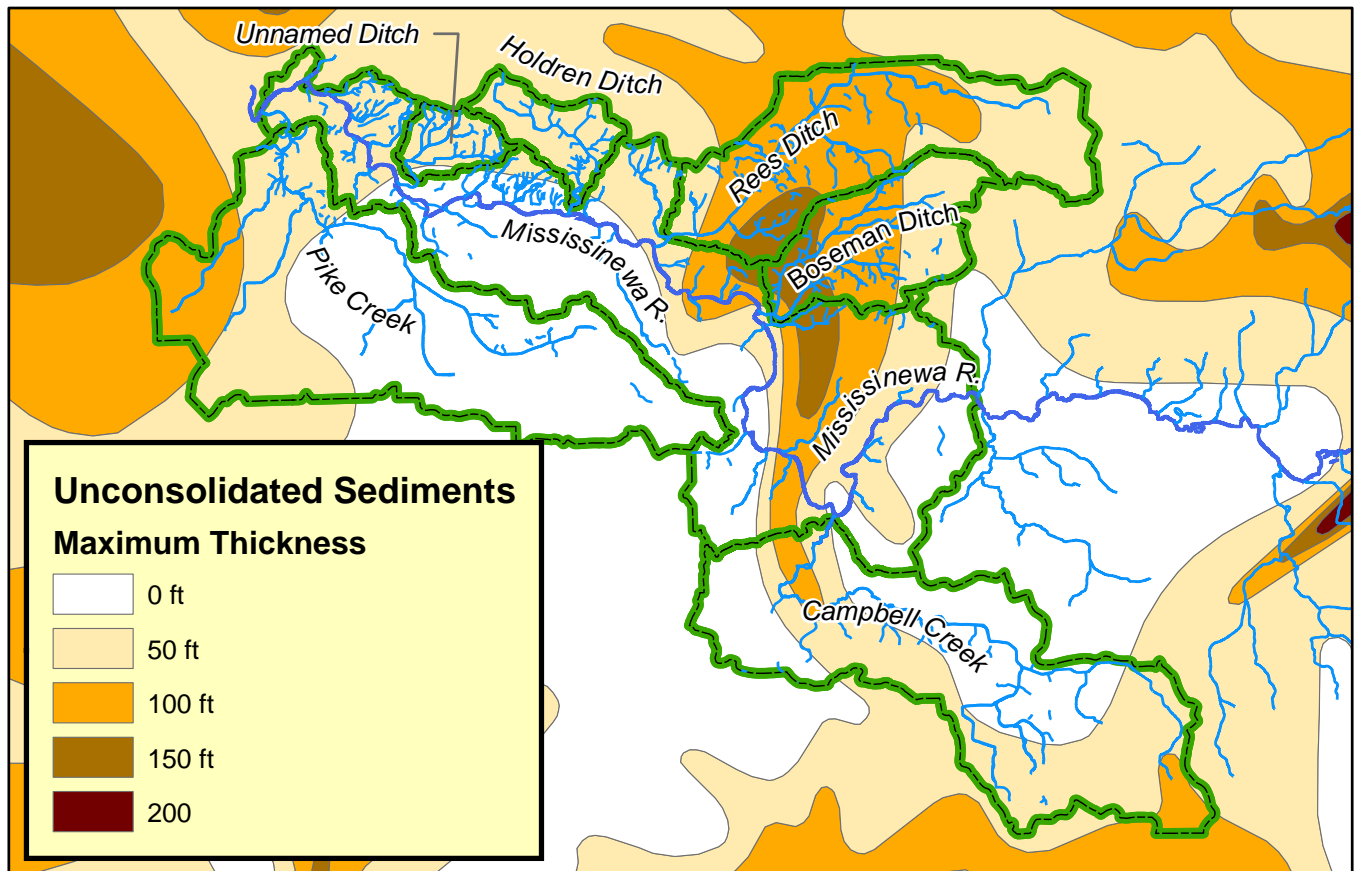 Unnamed Ditch
Holdren Ditch
Rees Ditch
Boseman Ditch
Mississinewa R.
Pike Creek
Mississinewa R.
Campbell Creek
Unconsolidated Sediments
Maximum Thickness
0 ft
50 ft
100 ft
150 ft
200